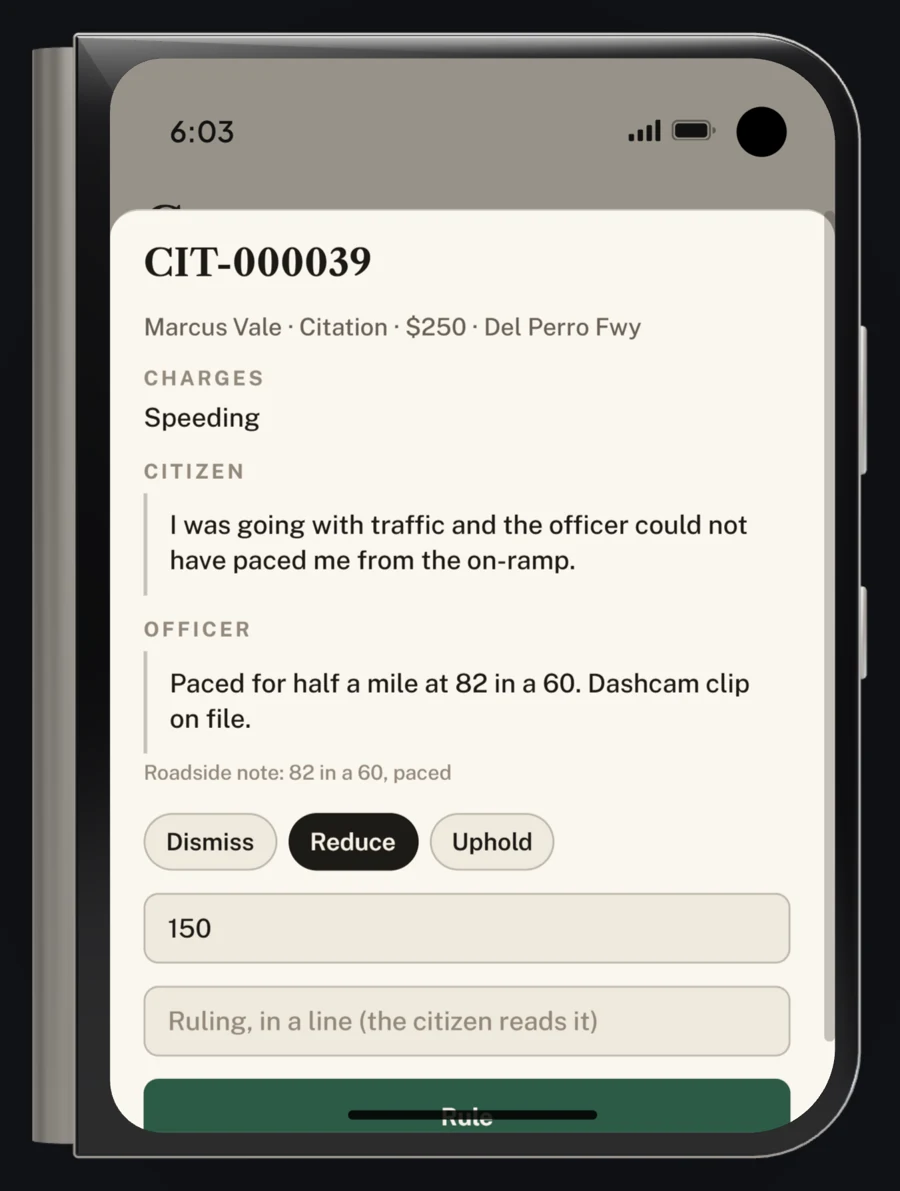 6:03
CIT-000039
Marcus Vale · Citation · $250 · Del Perro Fwy
CHARGES
Speeding
CITIZEN
I was going with traffic and the officer could not
have paced me from the on-ramp.
OFFICER
Paced for half a mile at 82 in a 60. Dashcam clip
on file.
Roadside note: 82 in a 60, paced
Dismiss Reduce Uphold
150
Ruling, in a line (the citizen reads it)
Rule